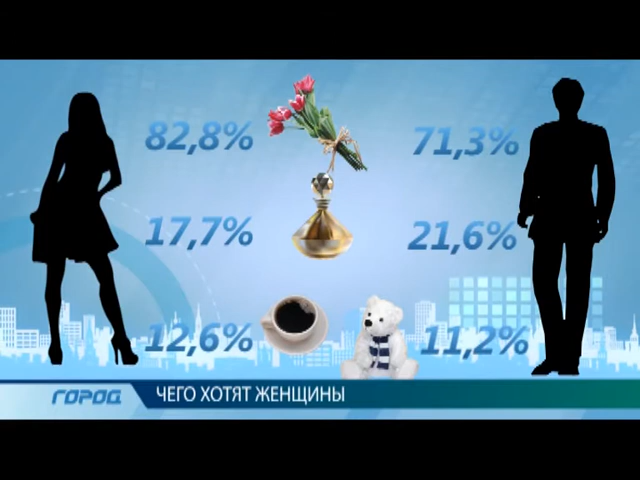 82,8% 71,3%
17,7% 21,6%
12,6% 11,2%
ГОРОД ЧЕГО ХОТЯТ ЖЕНЩИНЫ